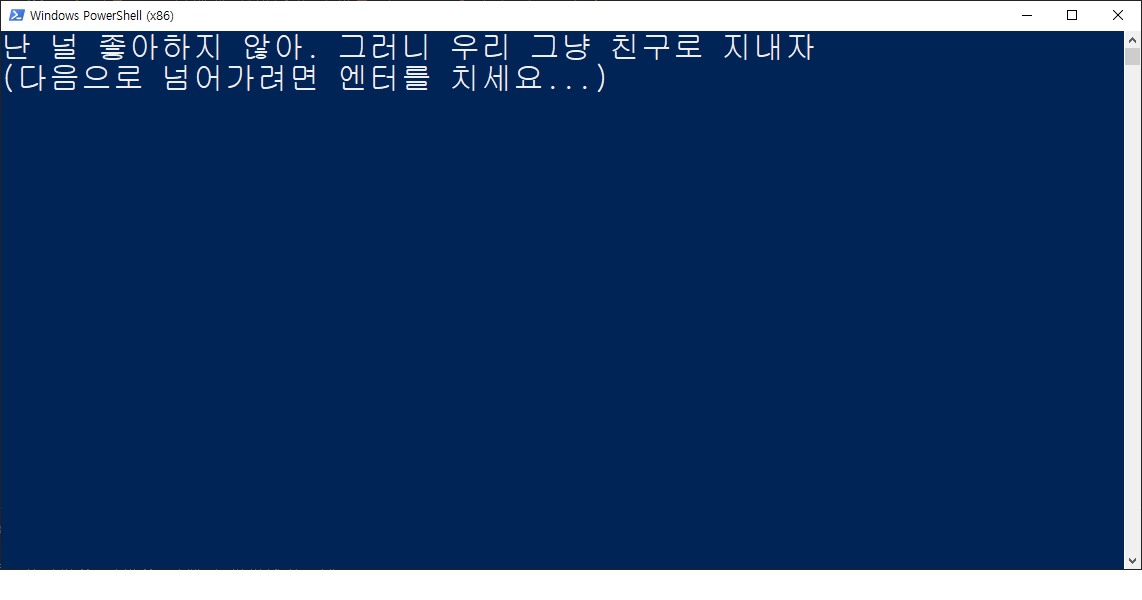 Windows PowerShell (x86)
난 널 좋아하지 않아. 그러니 우리 그냥 친구로 지내자
(다음으로 넘어가려면 엔터를 치세요...)